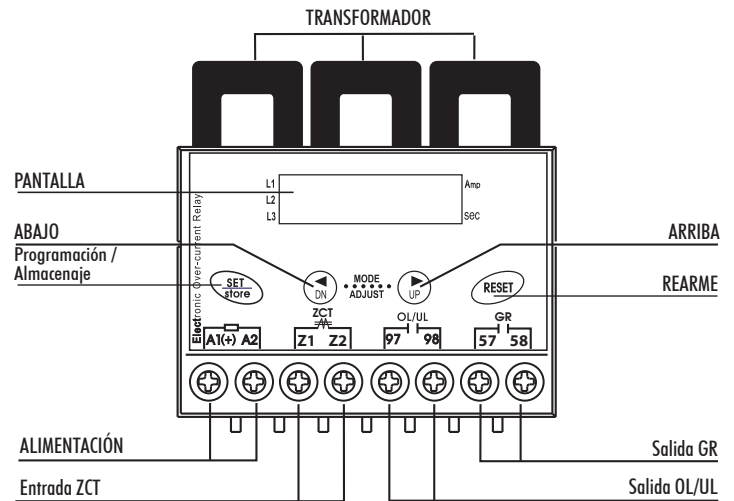 TRANSFORMADOR
PANTALLA
L1
L2
L3
Amp
sec
ABAJO
ARRIBA
Programación /
Almacenaje
REARME
Electronic Over-current Relay
SET
store
DN
MODE
ADJUST
UP
RESET
ZCT
OL/UL
GR
A1(+) A2
Z1 Z2
97 98
57 58
ALIMENTACIÓN
Salida GR
Entrada ZCT
Salida OL/UL